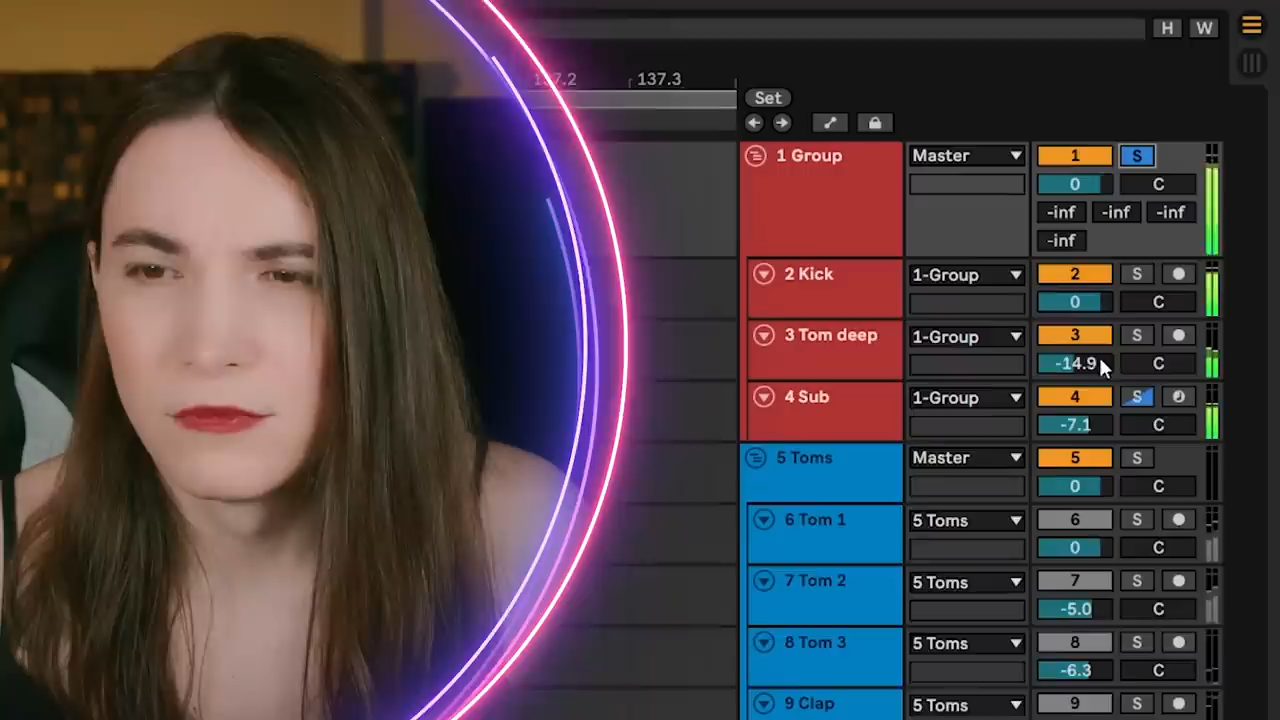 H W
137.2 137.3
Set
1 Group Master 1 S
0 C
-inf -inf -inf
-inf
2 Kick 1-Group 2 S
0 C
3 Tom deep 1-Group 3 S
-14.9 C
4 Sub 1-Group 4 S
-7.1 C
5 Toms Master 5 S
0 C
6 Tom 1 5 Toms 6 S
0 C
7 Tom 2 5 Toms 7 S
-5.0 C
8 Tom 3 5 Toms 8 S
-6.3 C
9 Clap 5 Toms 9 S